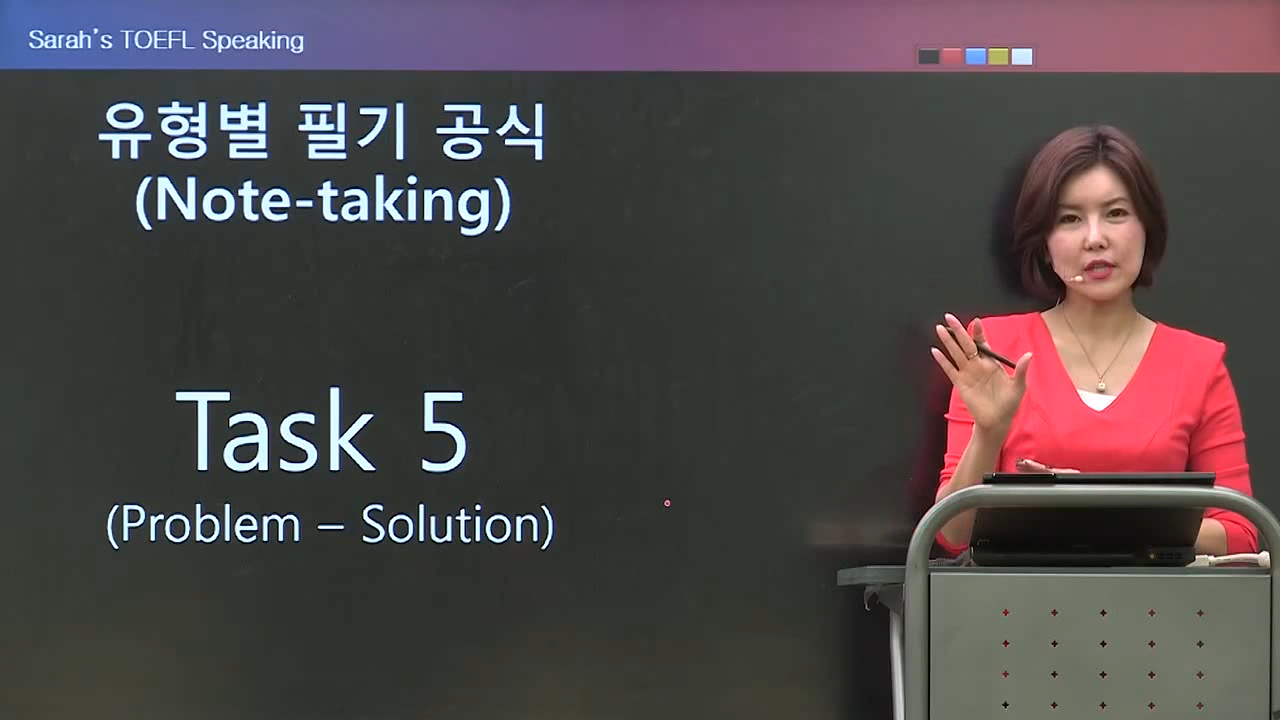 Sarah's TOEFL Speaking
유형별 필기 공식
(Note-taking)
Task 5
(Problem – Solution)